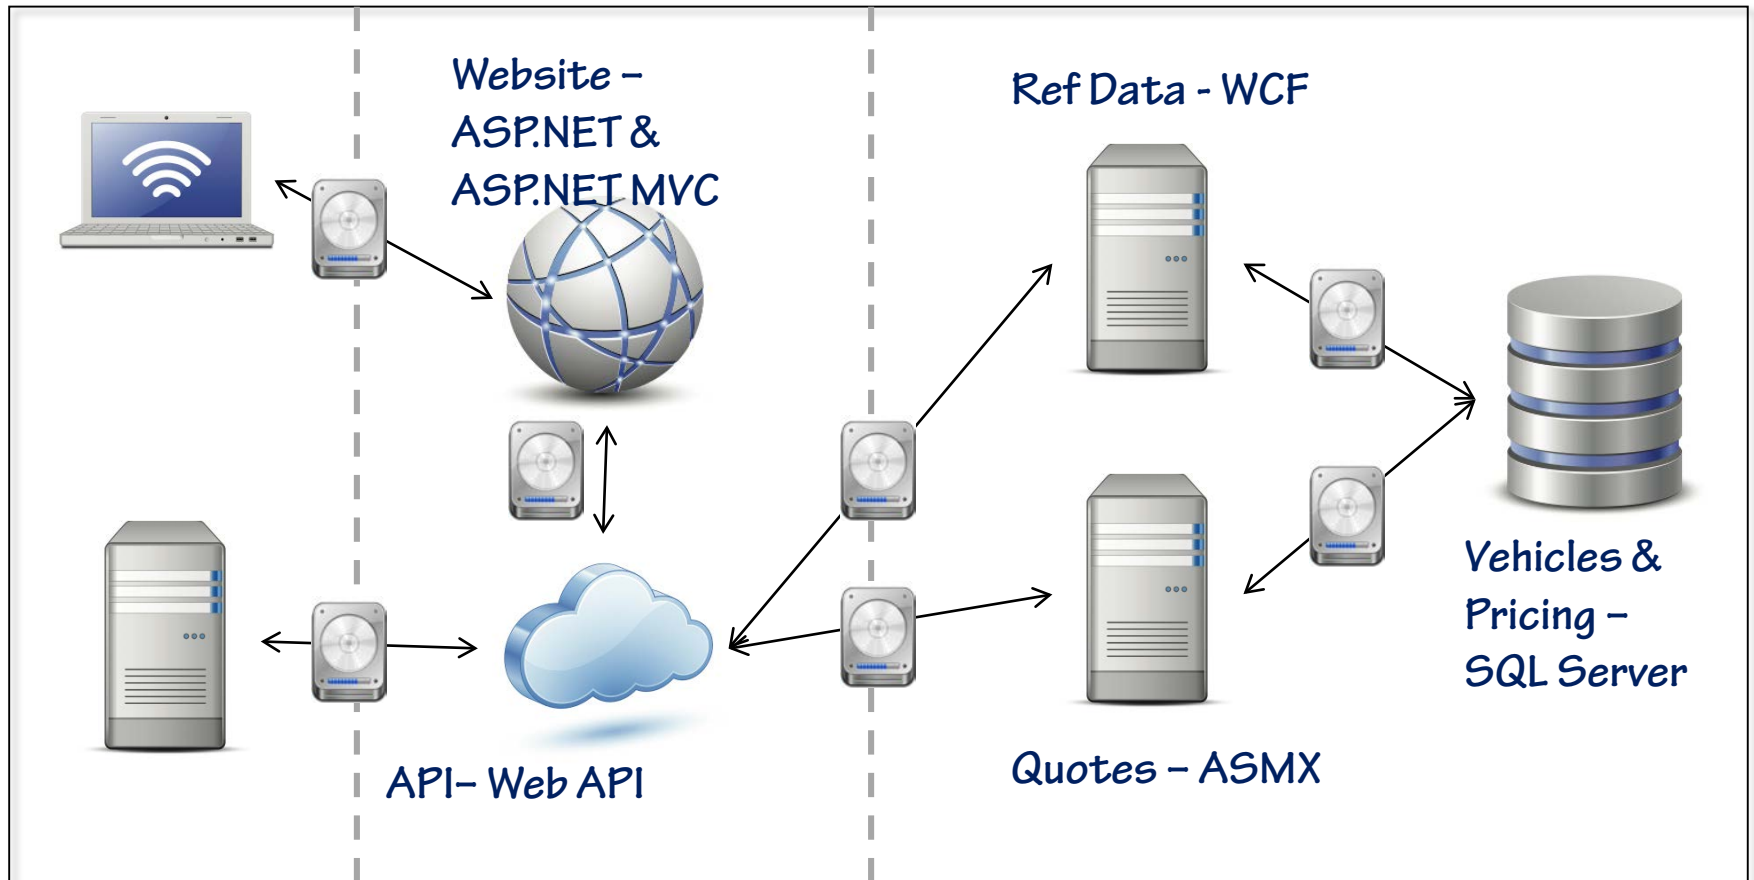 Website –
ASP.NET &
ASP.NET MVC
Ref Data - WCF
Vehicles &
Pricing –
SQL Server
API– Web API
Quotes – ASMX